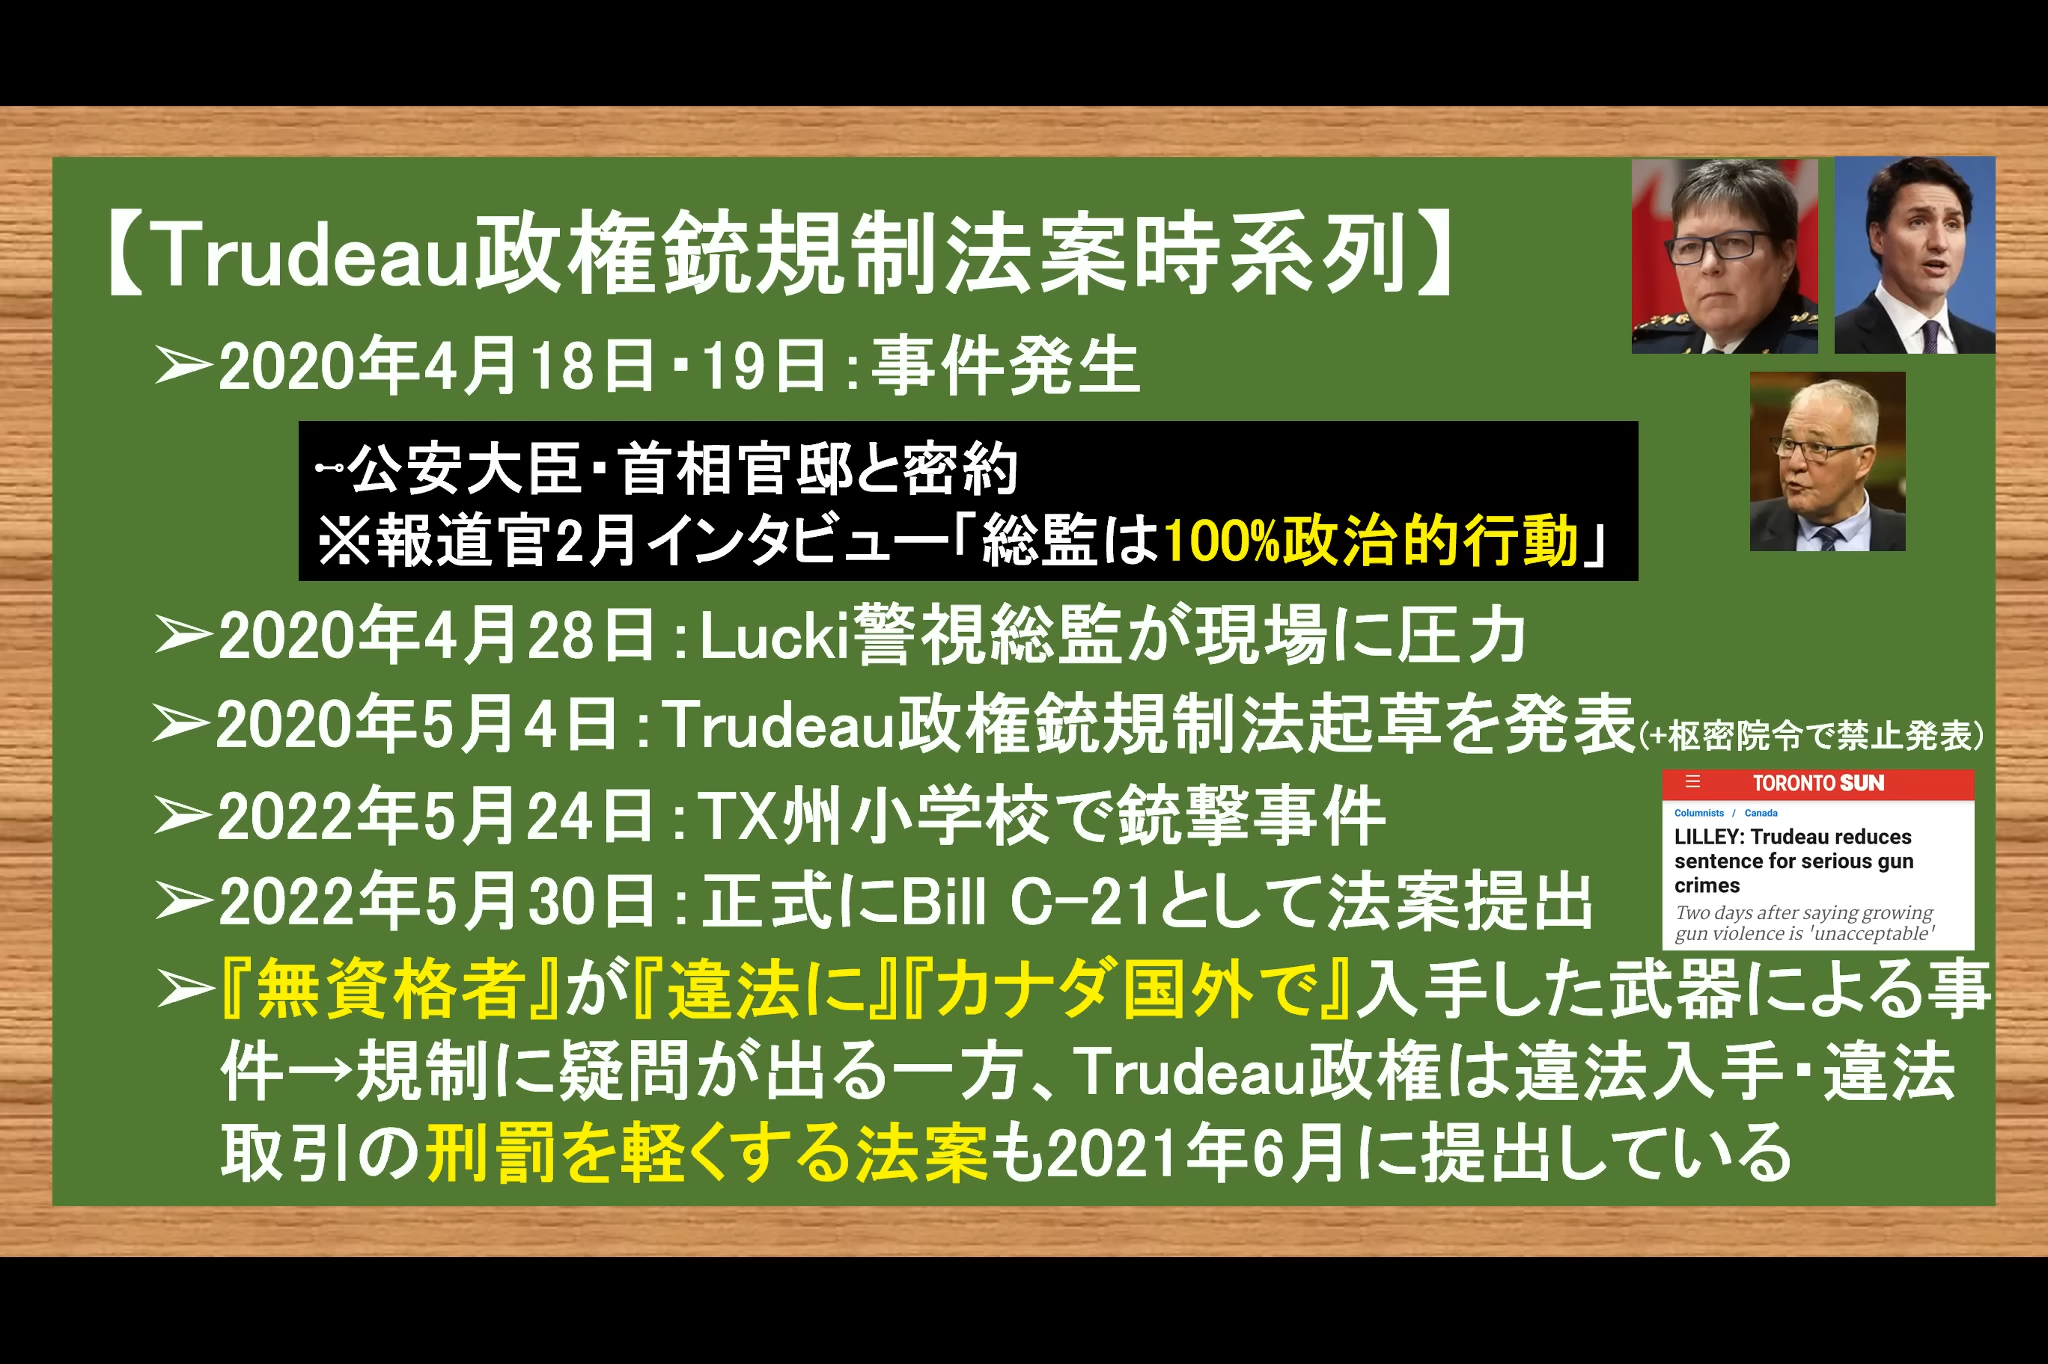 【Trudeau政権銃規制法案時系列】
➢2020年4月18日・19日：事件発生
⊷公安大臣・首相官邸と密約
※報道官2月インタビュー「総監は100%政治的行動」
➢2020年4月28日：Lucki警視総監が現場に圧力
➢2020年5月4日：Trudeau政権銃規制法起草を発表(+枢密院令で禁止発表)
➢2022年5月24日：TX州小学校で銃撃事件
➢2022年5月30日：正式にBill C-21として法案提出
TORONTO SUN
Columnists / Canada
LILLEY: Trudeau reduces
sentence for serious gun
crimes
Two days after saying growing
gun violence is 'unacceptable'
➢『無資格者』が『違法に』『カナダ国外で』入手した武器による事
件→規制に疑問が出る一方、Trudeau政権は違法入手・違法
取引の刑罰を軽くする法案も2021年6月に提出している